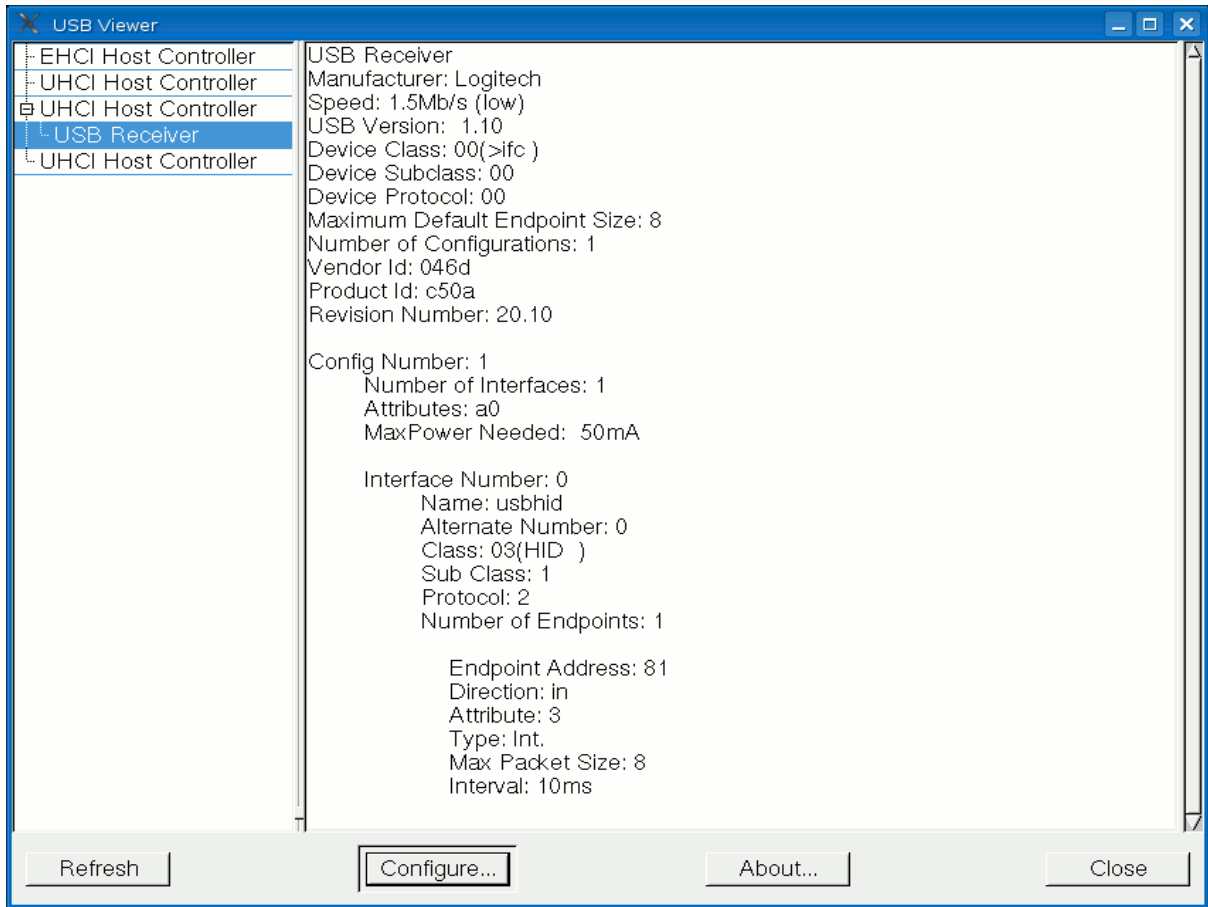 USB Viewer
EHCI Host Controller
UHCI Host Controller
UHCI Host Controller
USB Receiver
UHCI Host Controller
USB Receiver
Manufacturer: Logitech
Speed: 1.5Mb/s (low)
USB Version:  1.10
Device Class: 00(>ifc )
Device Subclass: 00
Device Protocol: 00
Maximum Default Endpoint Size: 8
Number of Configurations: 1
Vendor Id: 046d
Product Id: c50a
Revision Number: 20.10
Config Number: 1
Number of Interfaces: 1
Attributes: a0
MaxPower Needed:  50mA
Interface Number: 0
Name: usbhid
Alternate Number: 0
Class: 03(HID  )
Sub Class: 1
Protocol: 2
Number of Endpoints: 1
Endpoint Address: 81
Direction: in
Attribute: 3
Type: Int.
Max Packet Size: 8
Interval: 10ms
Refresh
Configure...
About...
Close